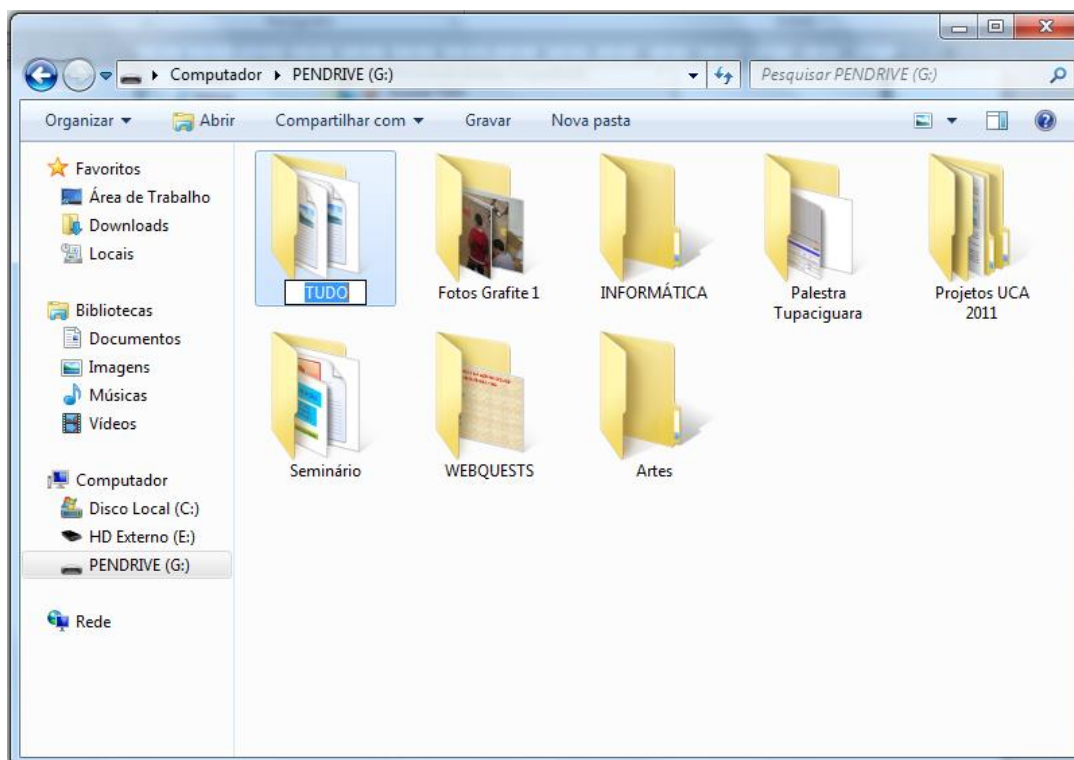 Computador PENDRIVE (G:)
Pesquisar PENDRIVE (G:)
Organizar Abrir Compartilhar com Gravar Nova pasta
Favoritos
Área de Trabalho
Downloads
Locais
Bibliotecas
Documentos
Imagens
Músicas
Vídeos
Computador
Disco Local (C:)
HD Externo (E:)
PENDRIVE (G:)
Rede
TUDO
Fotos Grafite 1
INFORMÁTICA
Palestra
Tupaciguara
Projetos UCA
2011
Seminário
WEBQUESTS
Artes